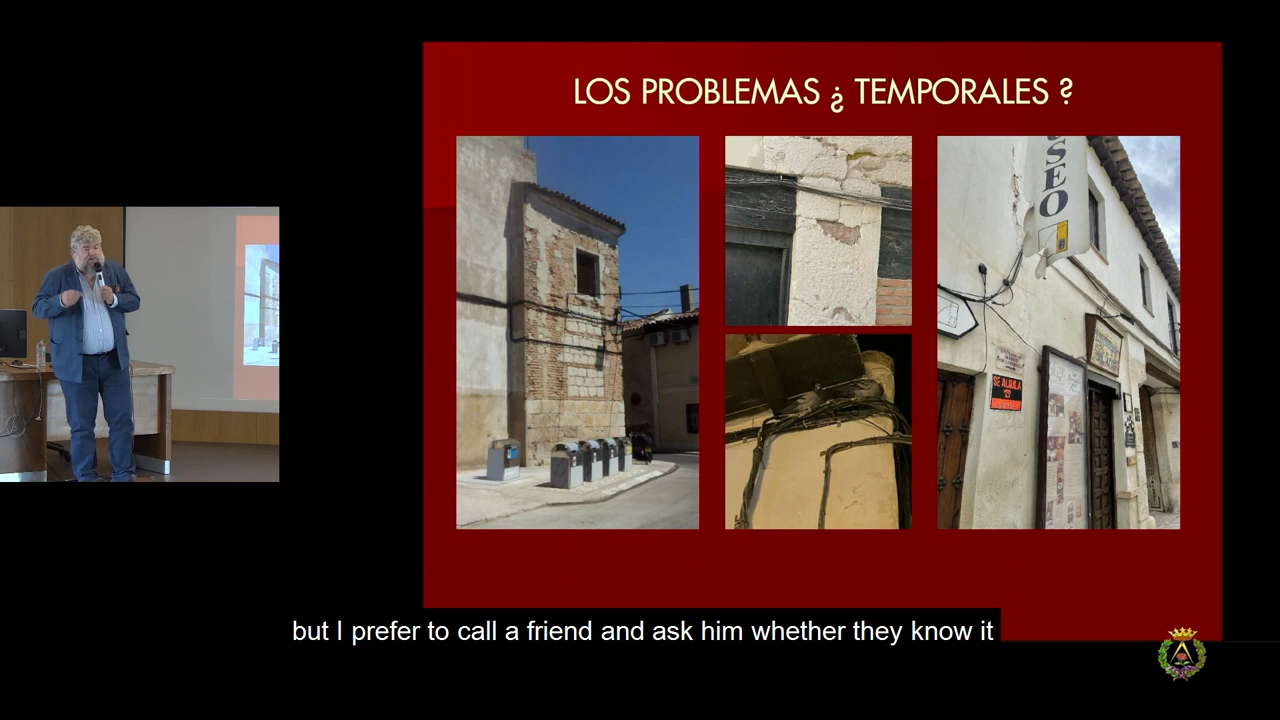 LOS PROBLEMAS ¿ TEMPORALES ?
SEO
SE ALQUILA
but I prefer to call a friend and ask him whether they know it